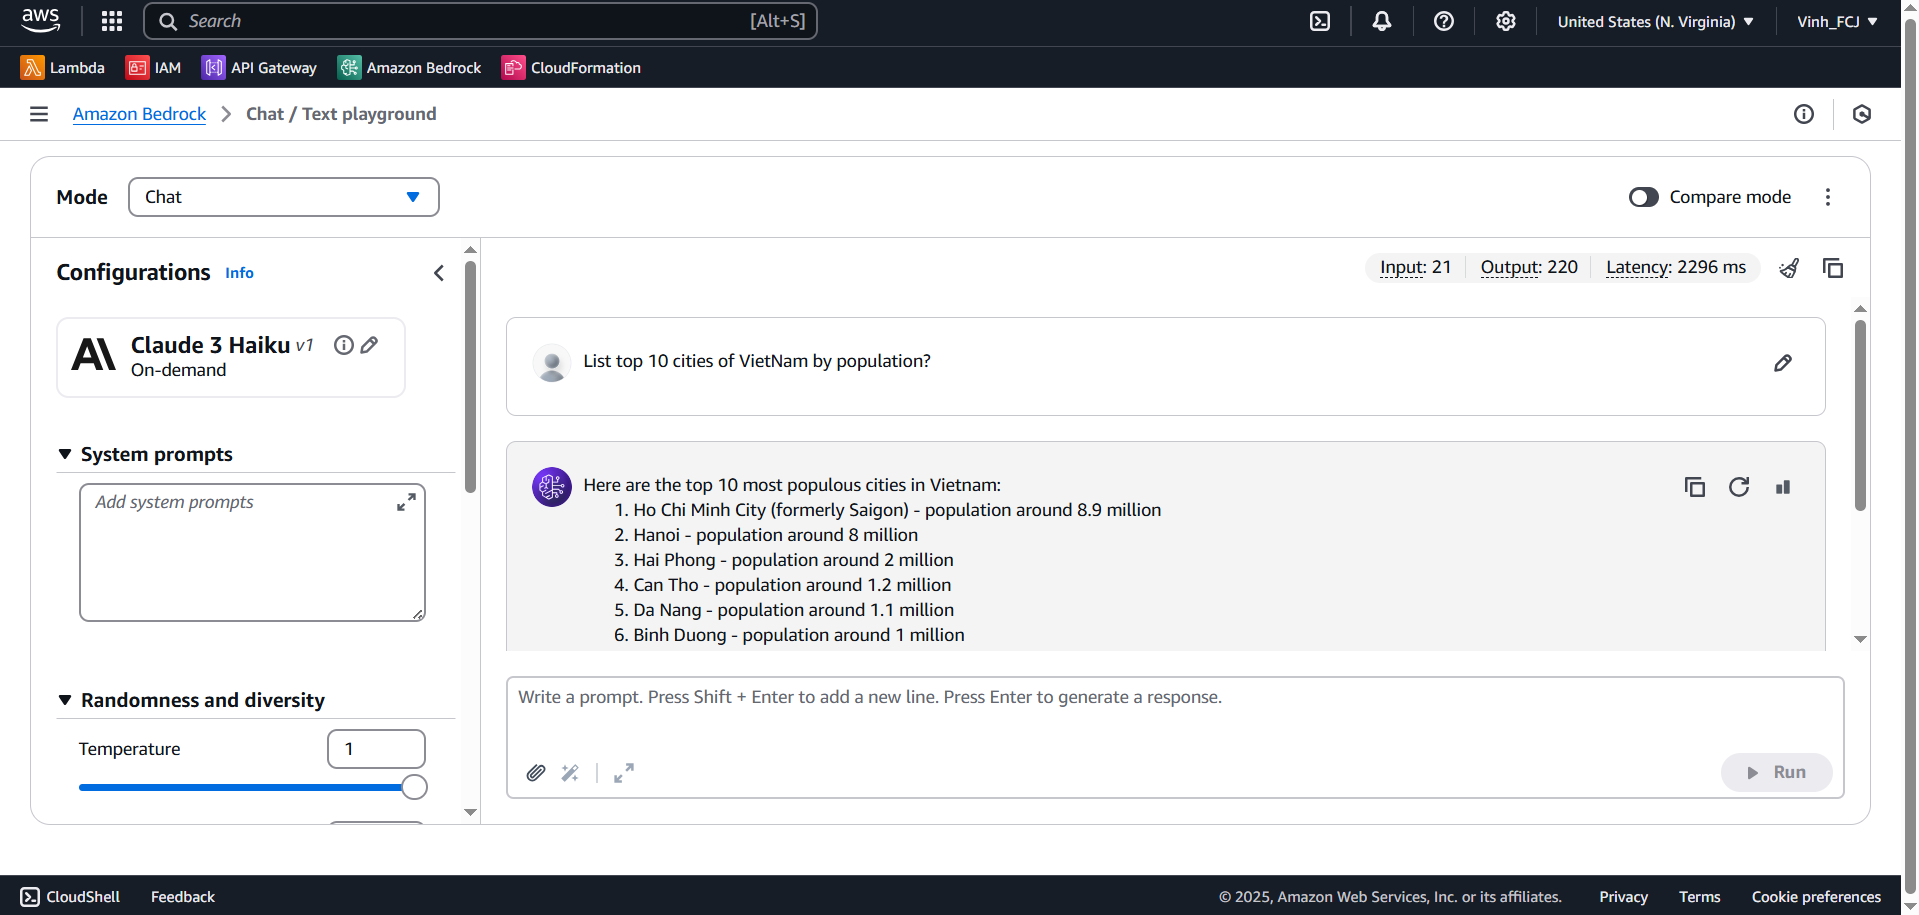 aws Search [Alt+S] United States (N. Virginia) Vinh_FCJ
Lambda IAM API Gateway Amazon Bedrock CloudFormation
Amazon Bedrock Chat / Text playground
Mode Chat Compare mode
Configurations Info
Input: 21 Output: 220 Latency: 2296 ms
Claude 3 Haiku v1
On-demand
System prompts
Add system prompts
Randomness and diversity
Temperature 1
List top 10 cities of VietNam by population?
Here are the top 10 most populous cities in Vietnam:
1. Ho Chi Minh City (formerly Saigon) - population around 8.9 million
2. Hanoi - population around 8 million
3. Hai Phong - population around 2 million
4. Can Tho - population around 1.2 million
5. Da Nang - population around 1.1 million
6. Binh Duong - population around 1 million
Write a prompt. Press Shift + Enter to add a new line. Press Enter to generate a response.
Run
CloudShell Feedback © 2025, Amazon Web Services, Inc. or its affiliates. Privacy Terms Cookie preferences